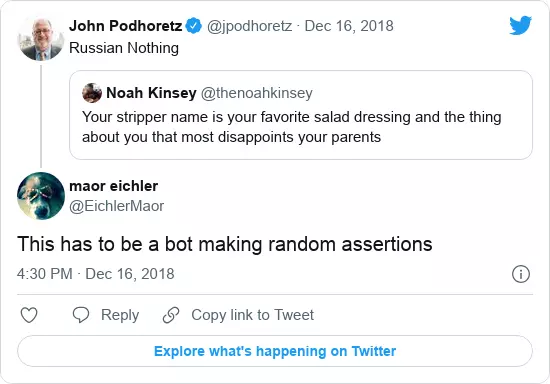 John Podhoretz @jpodhoretz · Dec 16, 2018
Russian Nothing
Noah Kinsey @thenoahkinsey
Your stripper name is your favorite salad dressing and the thing
about you that most disappoints your parents
maor eichler
@EichlerMaor
This has to be a bot making random assertions
4:30 PM · Dec 16, 2018
Reply
Copy link to Tweet
Explore what's happening on Twitter